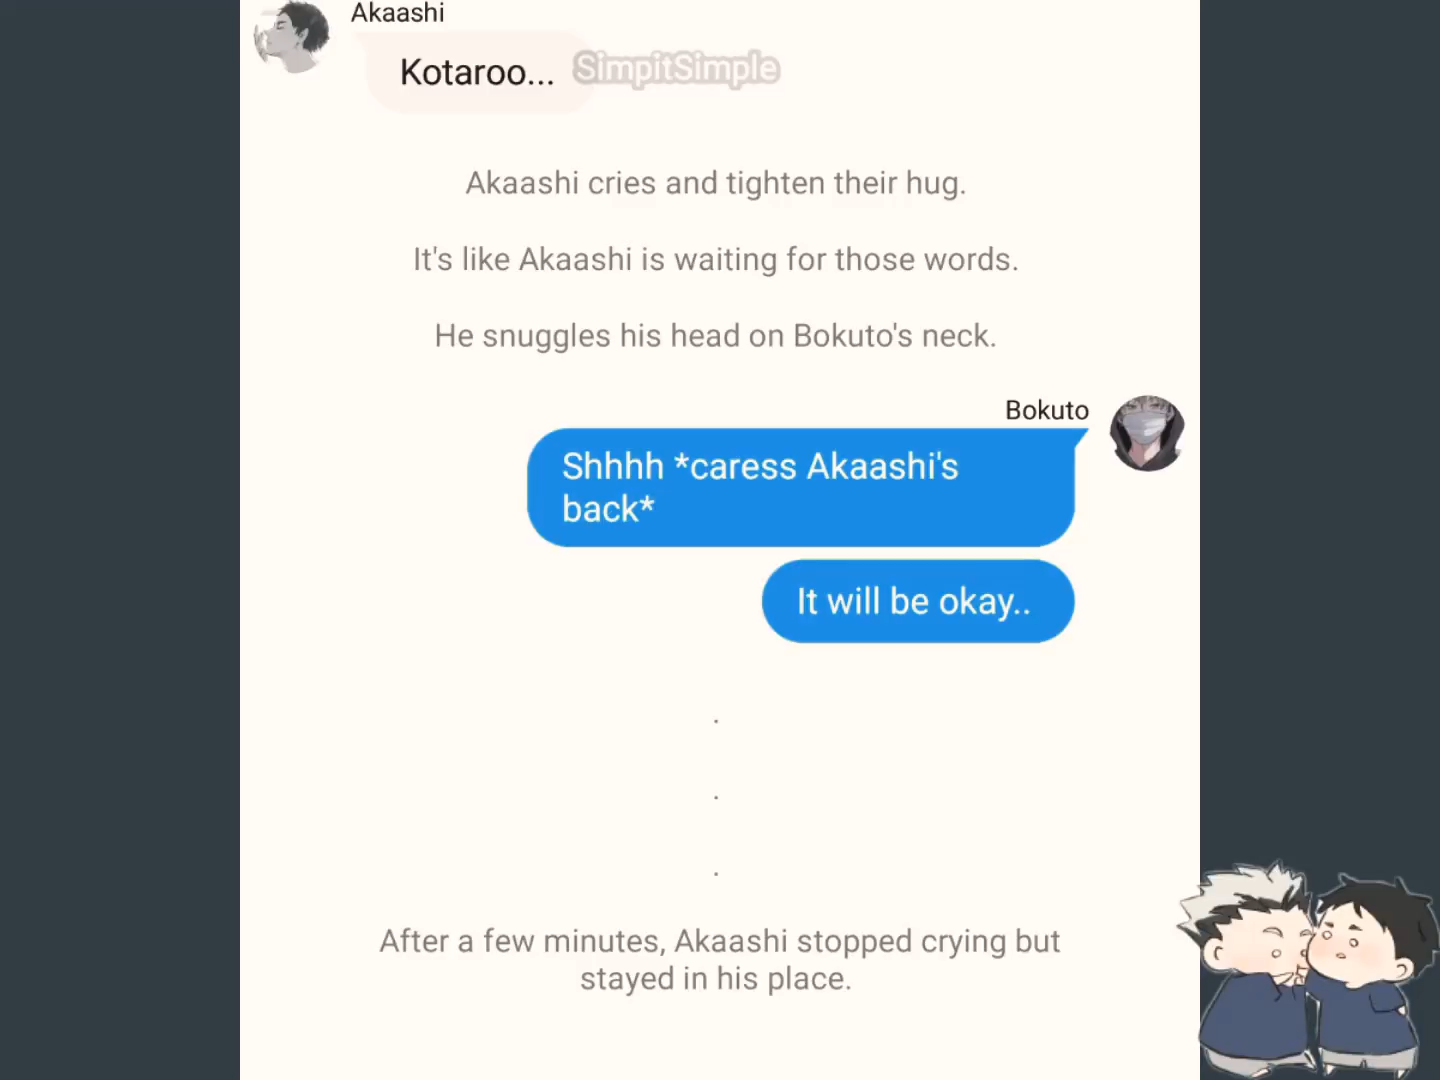 Akaashi
Kotaroo...
SimpitSimple
Akaashi cries and tighten their hug.
It's like Akaashi is waiting for those words.
He snuggles his head on Bokuto's neck.
Bokuto
Shhhh *caress Akaashi's
back*
It will be okay..
.
.
.
After a few minutes, Akaashi stopped crying but
stayed in his place.